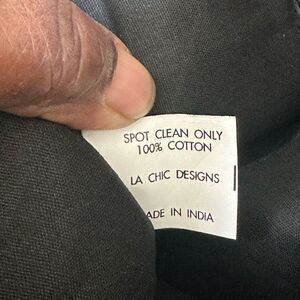 SPOT CLEAN ONLY
100% COTTON
LA CHIC DESIGNS
ADE IN INDIA